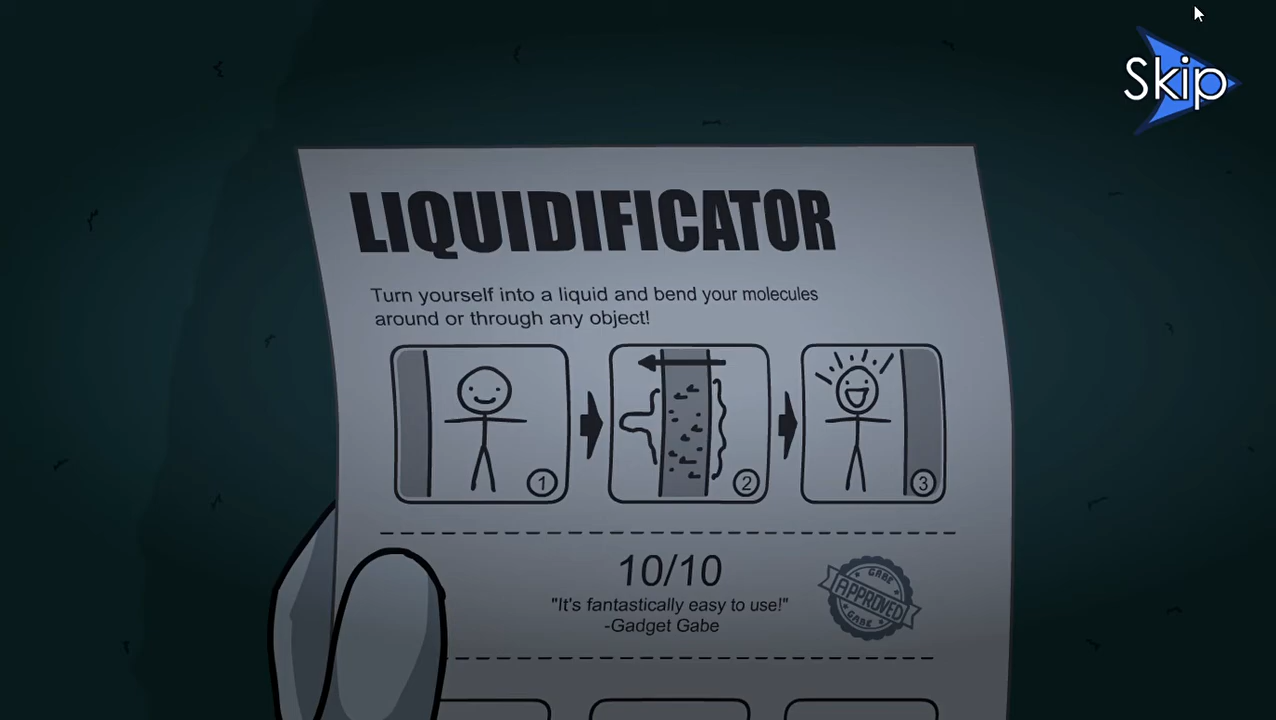 Skip
LIQUIDIFICATOR
Turn yourself into a liquid and bend your molecules
around or through any object!
1
2
3
10/10
"It's fantastically easy to use!"
-Gadget Gabe
GABE
APPROVED
GABE